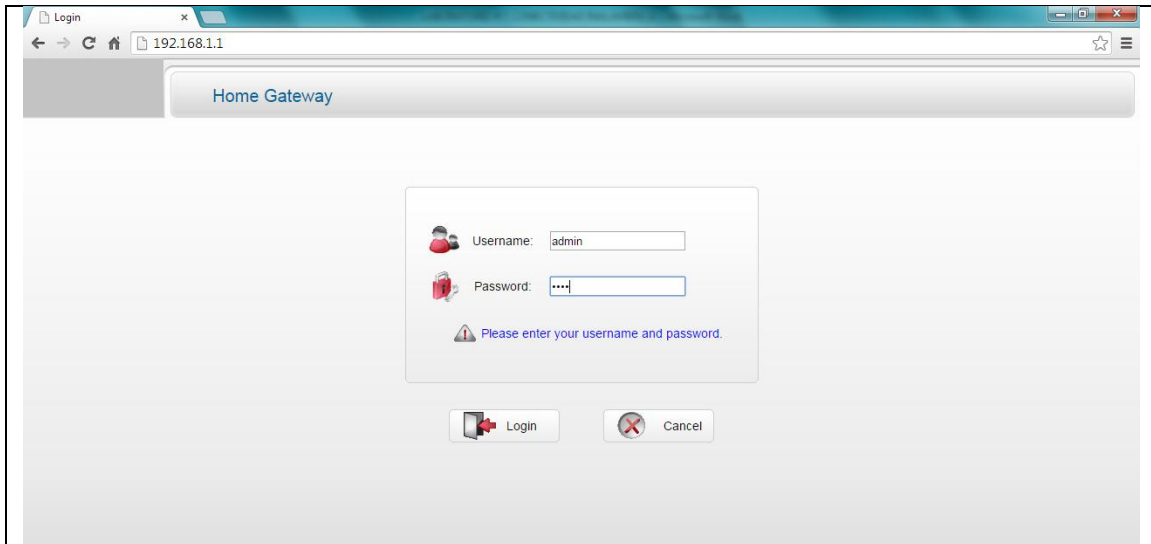 Login
192.168.1.1
Home Gateway
Username: admin
Password: ••••
Please enter your username and password.
Login Cancel